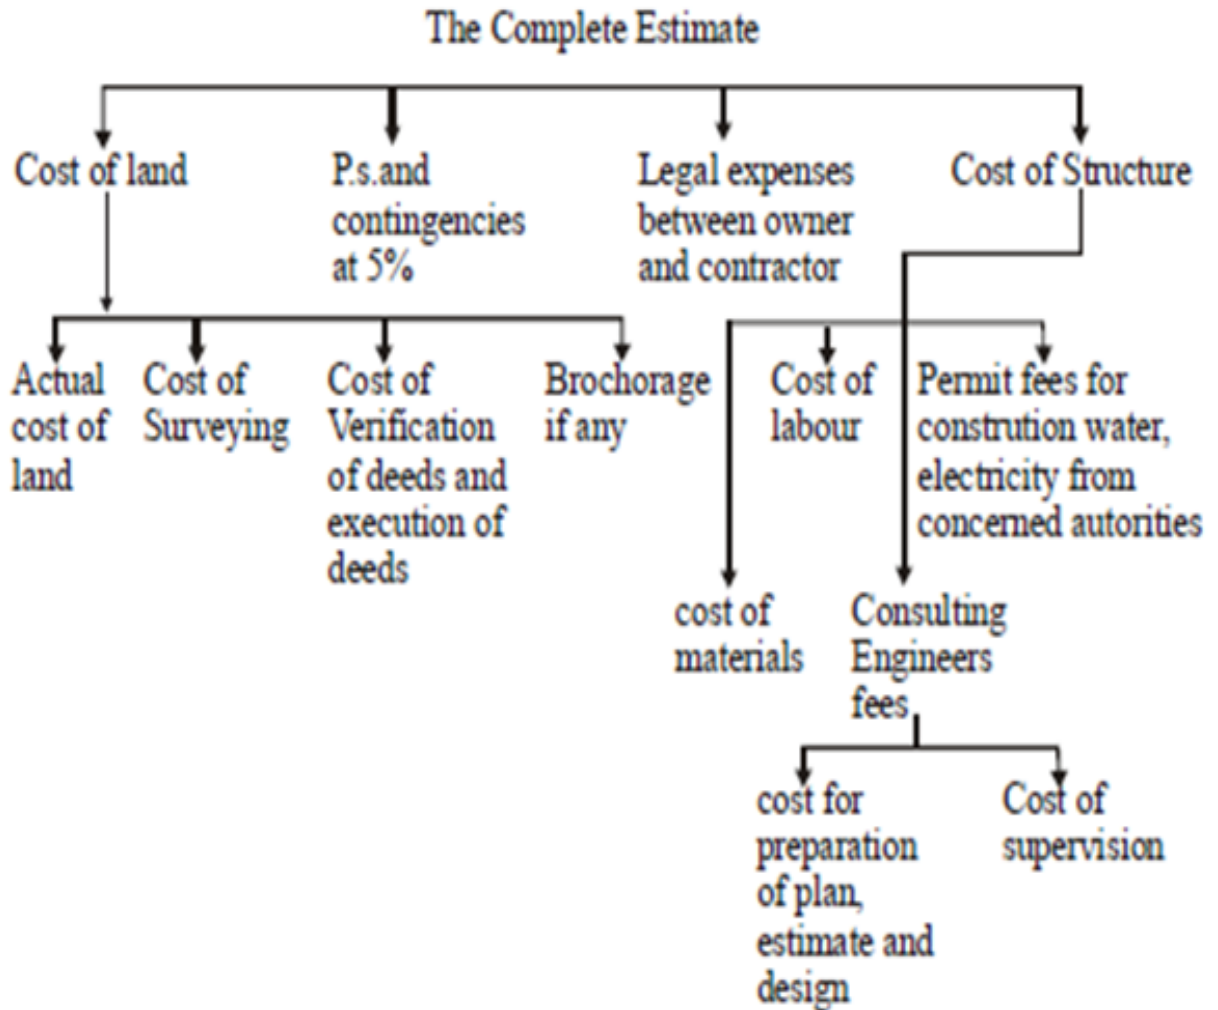 The Complete Estimate
Cost of land
P.s.and
contingencies
at 5%
Legal expenses
between owner
and contractor
Cost of Structure
Actual
cost of
land
Cost of
Surveying
Cost of
Verification
of deeds and
execution of
deeds
Brochorage
if any
Cost of
labour
Permit fees for
constrution water,
electricity from
concerned autorities
cost of
materials
Consulting
Engineers
fees
cost for
preparation
of plan,
estimate and
design
Cost of
supervision